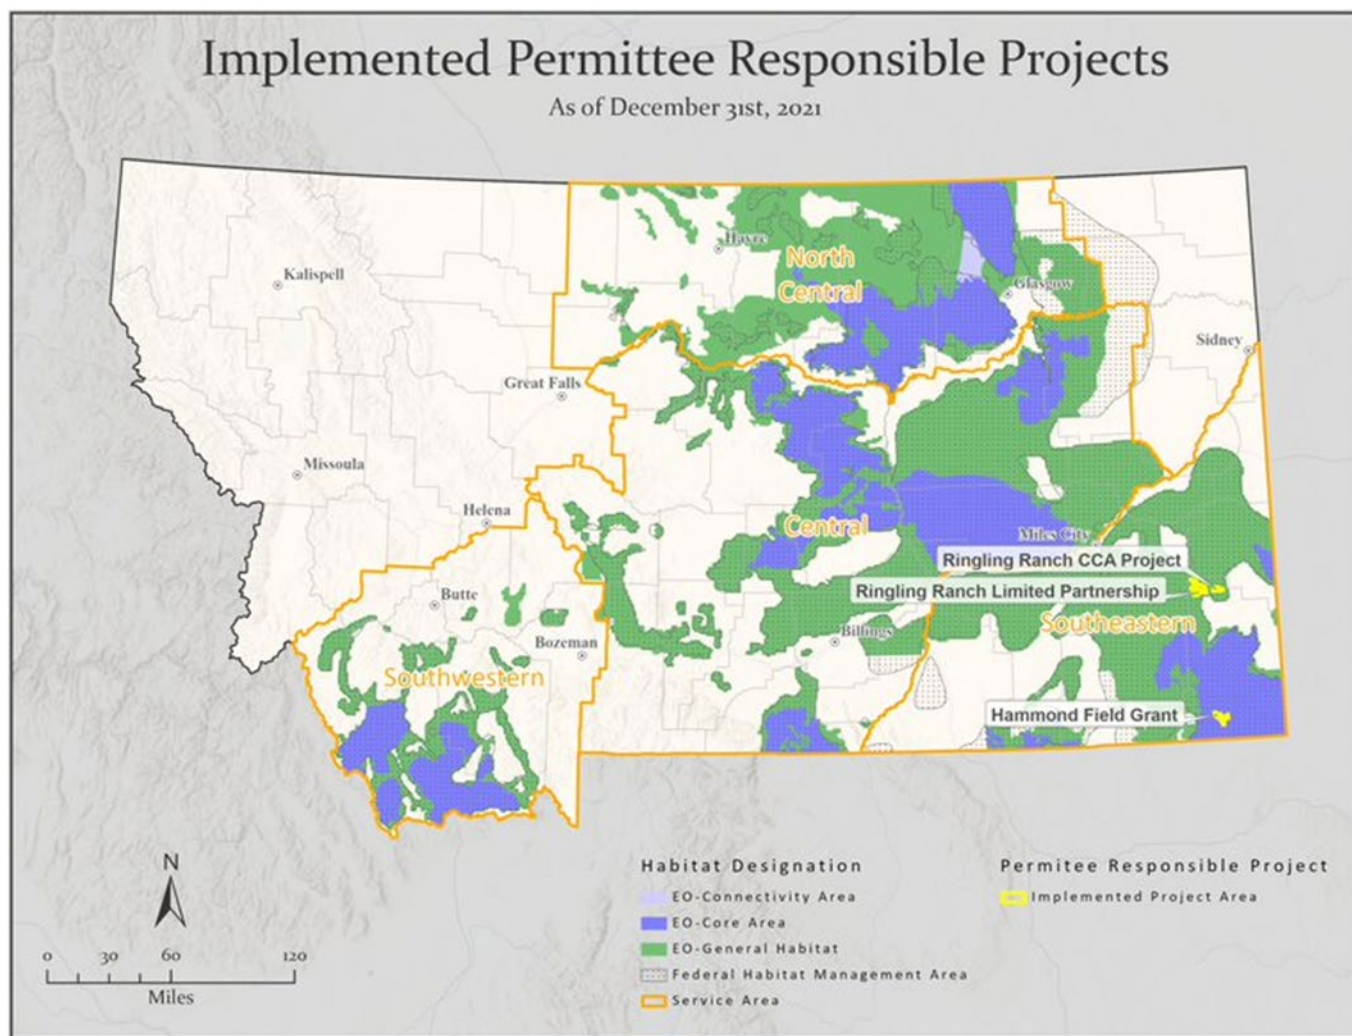 Implemented Permittee Responsible Projects
As of December 31st, 2021
Havre
North
Central
Kalispell
Glasgow
Sidney
Great Falls
Missoula
Helena
Central
Miles City
Ringling Ranch CCA Project
Ringling Ranch Limited Partnership
Butte
Southeastern
Billings
Bozeman
Southwestern
Hammond Field Grant
N
0 30 60 120
Miles
Habitat Designation
EO-Connectivity Area
EO-Core Area
EO-General Habitat
Federal Habitat Management Area
Service Area
Permitee Responsible Project
Implemented Project Area